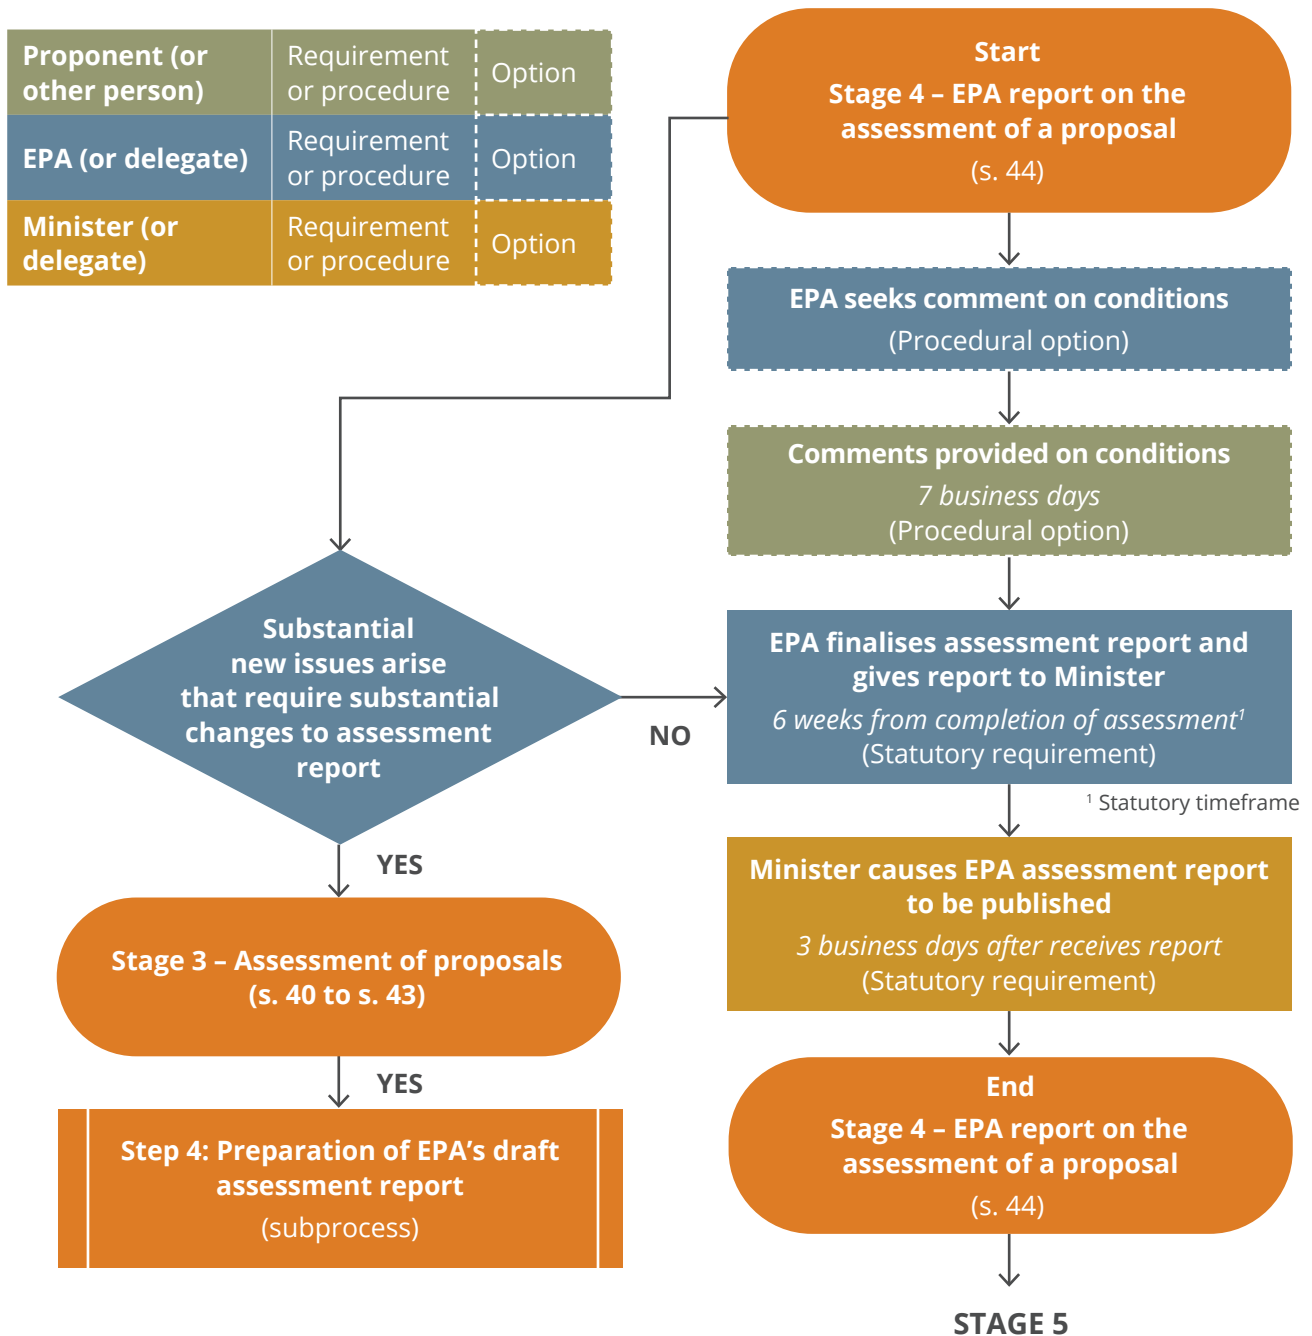 Proponent (or
other person)
Requirement
or procedure
Option
EPA (or delegate)
Requirement
or procedure
Option
Minister (or
delegate)
Requirement
or procedure
Option
Start
Stage 4 – EPA report on the
assessment of a proposal
(s. 44)
EPA seeks comment on conditions
(Procedural option)
Comments provided on conditions
7 business days
(Procedural option)
Substantial
new issues arise
that require substantial
changes to assessment
report
NO
EPA finalises assessment report and
gives report to Minister
6 weeks from completion of assessment¹
(Statutory requirement)
¹ Statutory timeframe
YES
Minister causes EPA assessment report
to be published
3 business days after receives report
(Statutory requirement)
Stage 3 – Assessment of proposals
(s. 40 to s. 43)
YES
Step 4: Preparation of EPA’s draft
assessment report
(subprocess)
End
Stage 4 – EPA report on the
assessment of a proposal
(s. 44)
STAGE 5